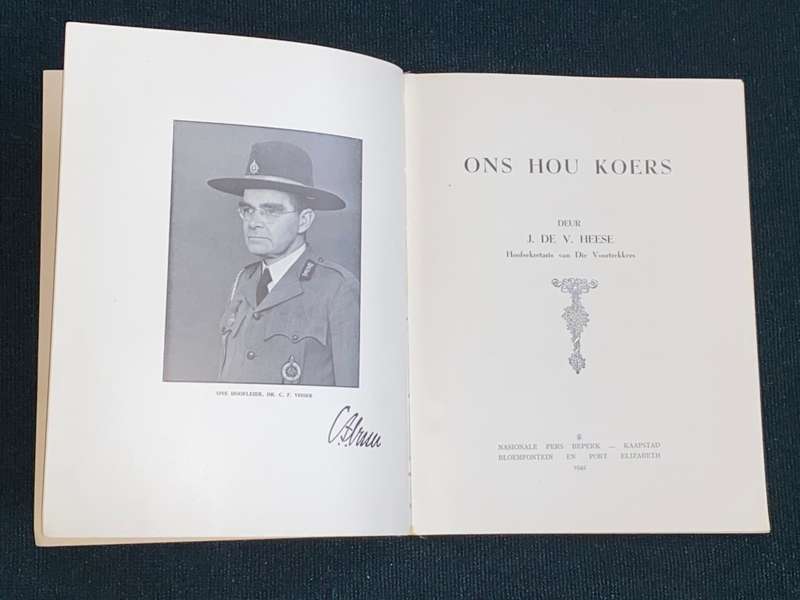 ONS HOOFLEIER, DR. C. F. VISSER
ONS HOU KOERS
DEUR
J. DE V. HEESE
Hoofsekretaris van Die Voortrekkers
NASIONALE PERS BEPERK — KAAPSTAD
BLOEMFONTEIN EN PORT ELIZABETH